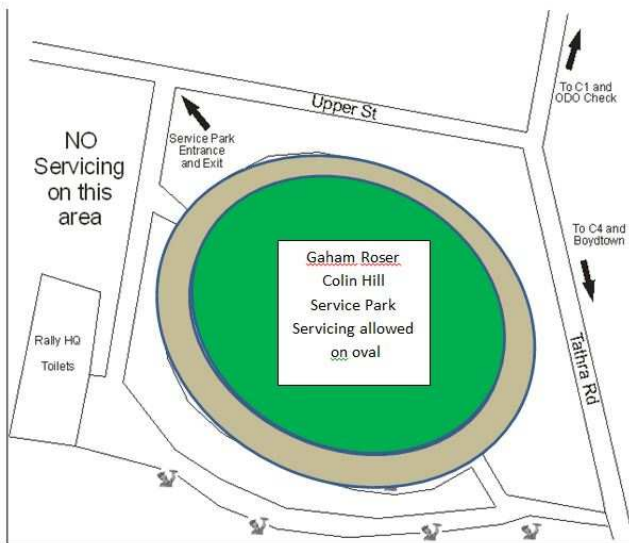 To C1 and
ODO Check
Upper St
NO
Servicing
on this
area
Service Park
Entrance
and Exit
To C4 and
Boydtown
Gaham Roser
Colin Hill
Service Park
Servicing allowed
on oval
Rally HQ
Toilets
Tathra Rd